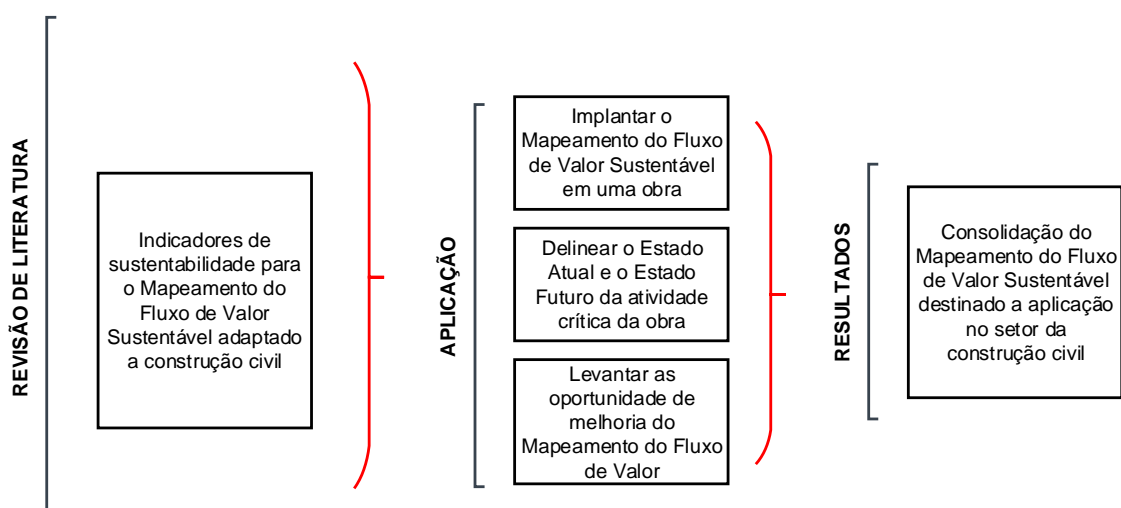 REVISÃO DE LITERATURA
Indicadores de
sustentabilidade para
o Mapeamento do
Fluxo de Valor
Sustentável adaptado
a construção civil
APLICAÇÃO
Implantar o
Mapeamento do Fluxo
de Valor Sustentável
em uma obra
Delinear o Estado
Atual e o Estado
Futuro da atividade
crítica da obra
Levantar as
oportunidade de
melhoria do
Mapeamento do Fluxo
de Valor
RESULTADOS
Consolidação do
Mapeamento do Fluxo
de Valor Sustentável
destinado a aplicação
no setor da
construção civil